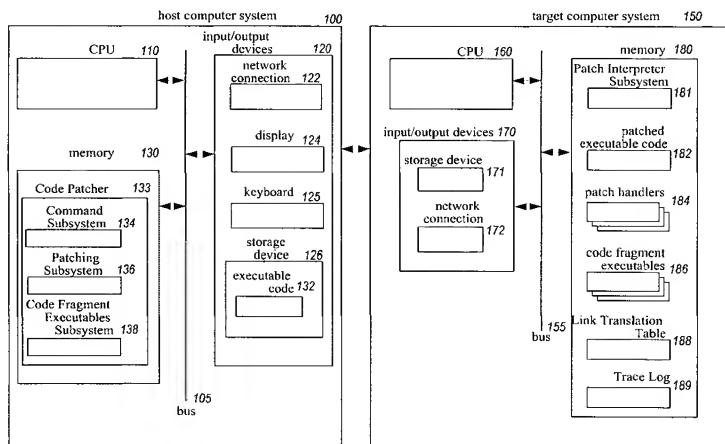 host computer system 100
CPU 110
input/output
devices 120
network
connection 122
display 124
keyboard 125
storage
device 126
executable
code 132
memory 130
Code Patcher 133
Command
Subsystem 134
Patching
Subsystem 136
Code Fragment
Executables
Subsystem 138
105
bus
target computer system 150
CPU 160
input/output devices 170
storage device 171
network
connection 172
155
bus
memory 180
Patch Interpreter
Subsystem 181
patched
executable code 182
patch handlers 184
code fragment
executables 186
Link Translation
Table 188
Trace Log 189